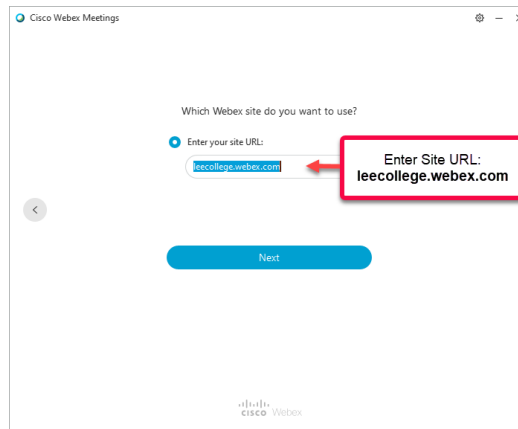 Cisco Webex Meetings
Which Webex site do you want to use?
Enter your site URL:
leecollege.webex.com
Enter Site URL:
leecollege.webex.com
Next
CISCO Webex